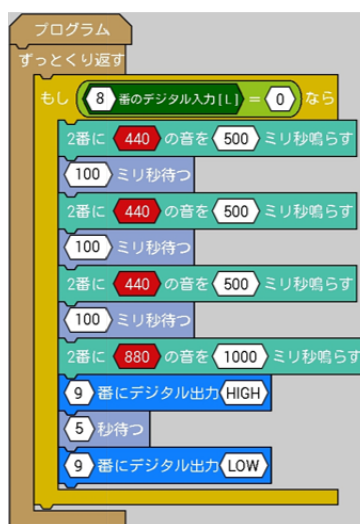 プログラム
ずっとくり返す
もし 8 番のデジタル入力[L] = 0 なら
2番に 440 の音を 500 ミリ秒鳴らす
100 ミリ秒待つ
2番に 440 の音を 500 ミリ秒鳴らす
100 ミリ秒待つ
2番に 440 の音を 500 ミリ秒鳴らす
100 ミリ秒待つ
2番に 880 の音を 1000 ミリ秒鳴らす
9 番にデジタル出力 HIGH
5 秒待つ
9 番にデジタル出力 LOW